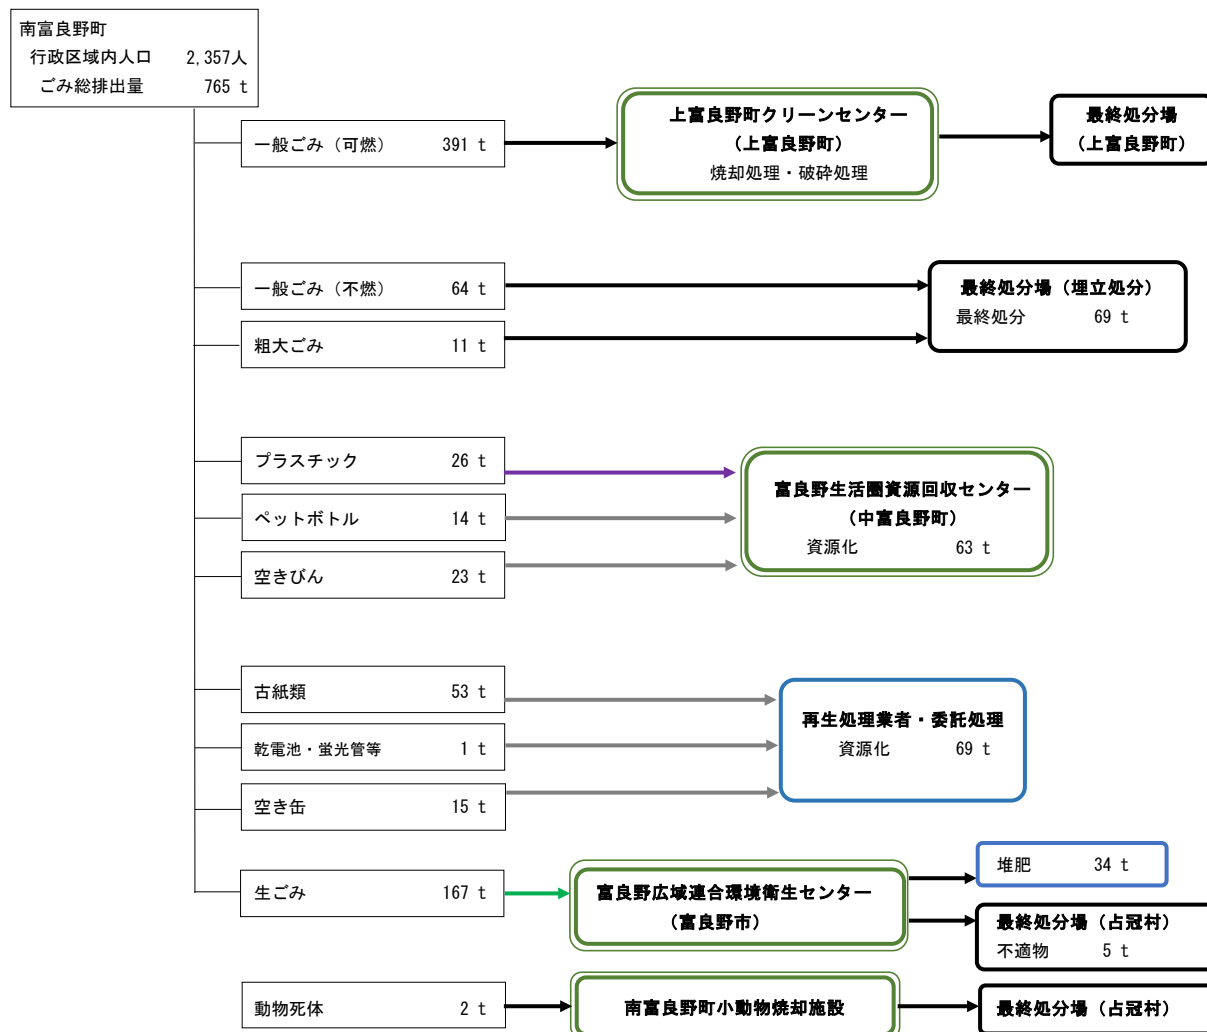 南富良野町
行政区域内人口 2,357人
ごみ総排出量 765 t
一般ごみ（可燃） 391 t
上富良野町クリーンセンター
（上富良野町）
焼却処理・破砕処理
最終処分場
（上富良野町）
一般ごみ（不燃） 64 t
粗大ごみ 11 t
最終処分場（埋立処分）
最終処分 69 t
プラスチック 26 t
ペットボトル 14 t
空きびん 23 t
富良野生活圏資源回収センター
（中富良野町）
資源化 63 t
古紙類 53 t
乾電池・蛍光管等 1 t
空き缶 15 t
再生処理業者・委託処理
資源化 69 t
生ごみ 167 t
富良野広域連合環境衛生センター
（富良野市）
堆肥 34 t
最終処分場（占冠村）
不適物 5 t
動物死体 2 t
南富良野町小動物焼却施設
最終処分場（占冠村）